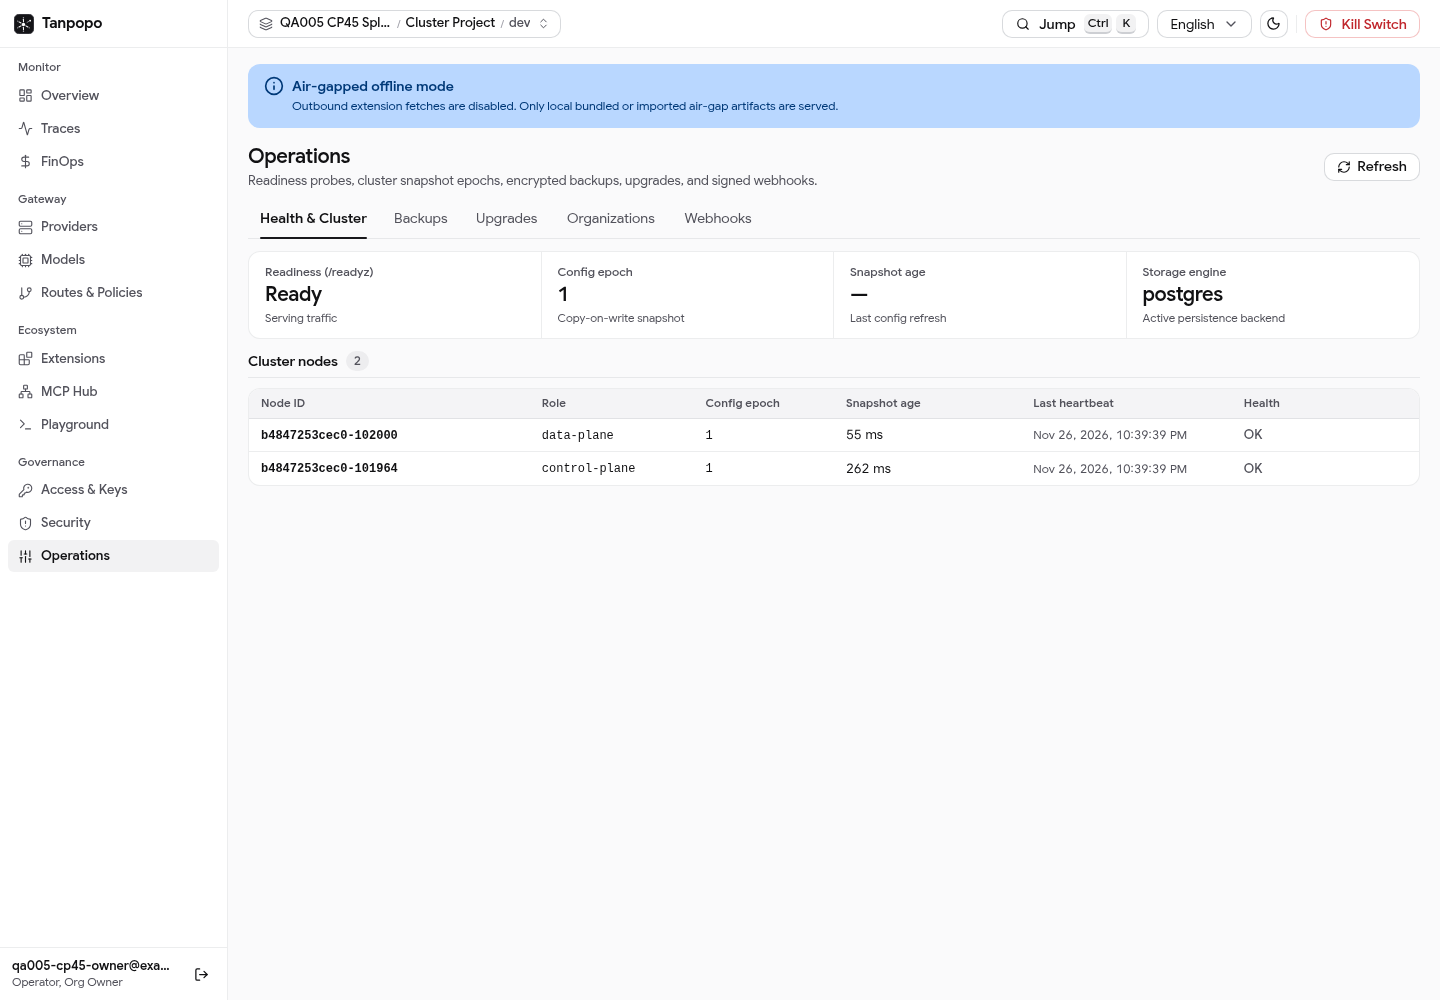 Tanpopo
Monitor
Overview
Traces
FinOps
Gateway
Providers
Models
Routes & Policies
Ecosystem
Extensions
MCP Hub
Playground
Governance
Access & Keys
Security
Operations
qa005-cp45-owner@exa...
Operator, Org Owner
QA005 CP45 Spl... / Cluster Project / dev
Jump Ctrl K
English
Kill Switch
Air-gapped offline mode
Outbound extension fetches are disabled. Only local bundled or imported air-gap artifacts are served.
Operations
Readiness probes, cluster snapshot epochs, encrypted backups, upgrades, and signed webhooks.
Refresh
Health & Cluster Backups Upgrades Organizations Webhooks
Readiness (/readyz) Config epoch Snapshot age Storage engine
Ready 1 — postgres
Serving traffic Copy-on-write snapshot Last config refresh Active persistence backend
Cluster nodes 2
Node ID Role Config epoch Snapshot age Last heartbeat Health
b4847253cec0-102000 data-plane 1 55 ms Nov 26, 2026, 10:39:39 PM OK
b4847253cec0-101964 control-plane 1 262 ms Nov 26, 2026, 10:39:39 PM OK